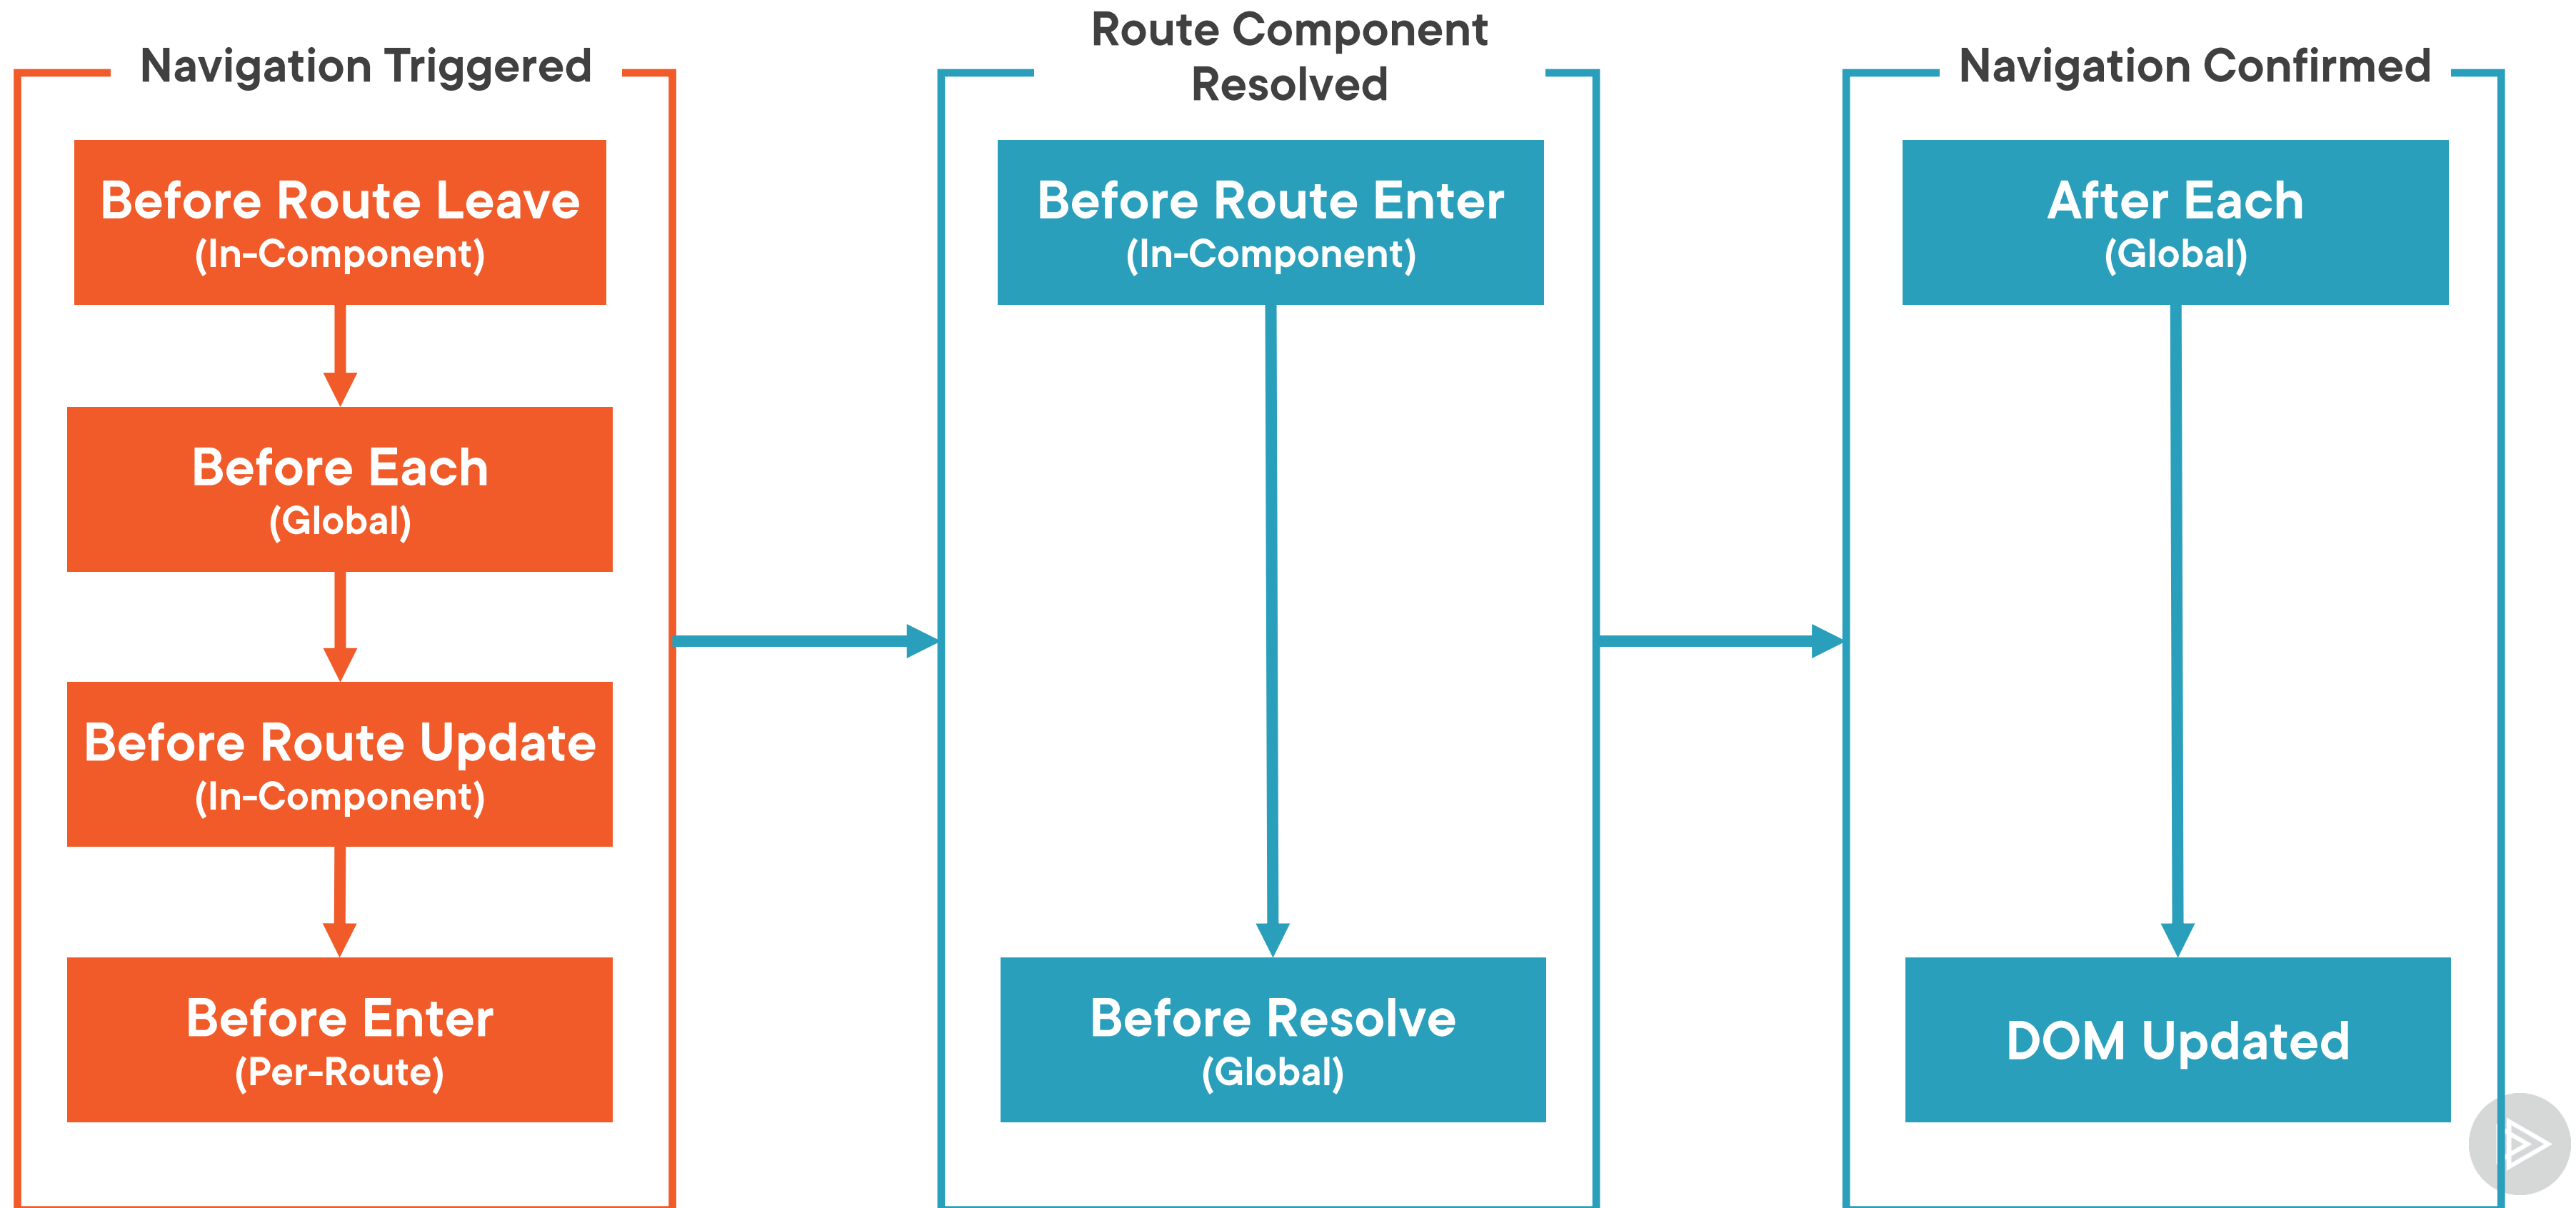 Navigation Triggered
Before Route Leave
(In-Component)
Before Each
(Global)
Before Route Update
(In-Component)
Before Enter
(Per-Route)
Route Component
Resolved
Before Route Enter
(In-Component)
Before Resolve
(Global)
Navigation Confirmed
After Each
(Global)
DOM Updated